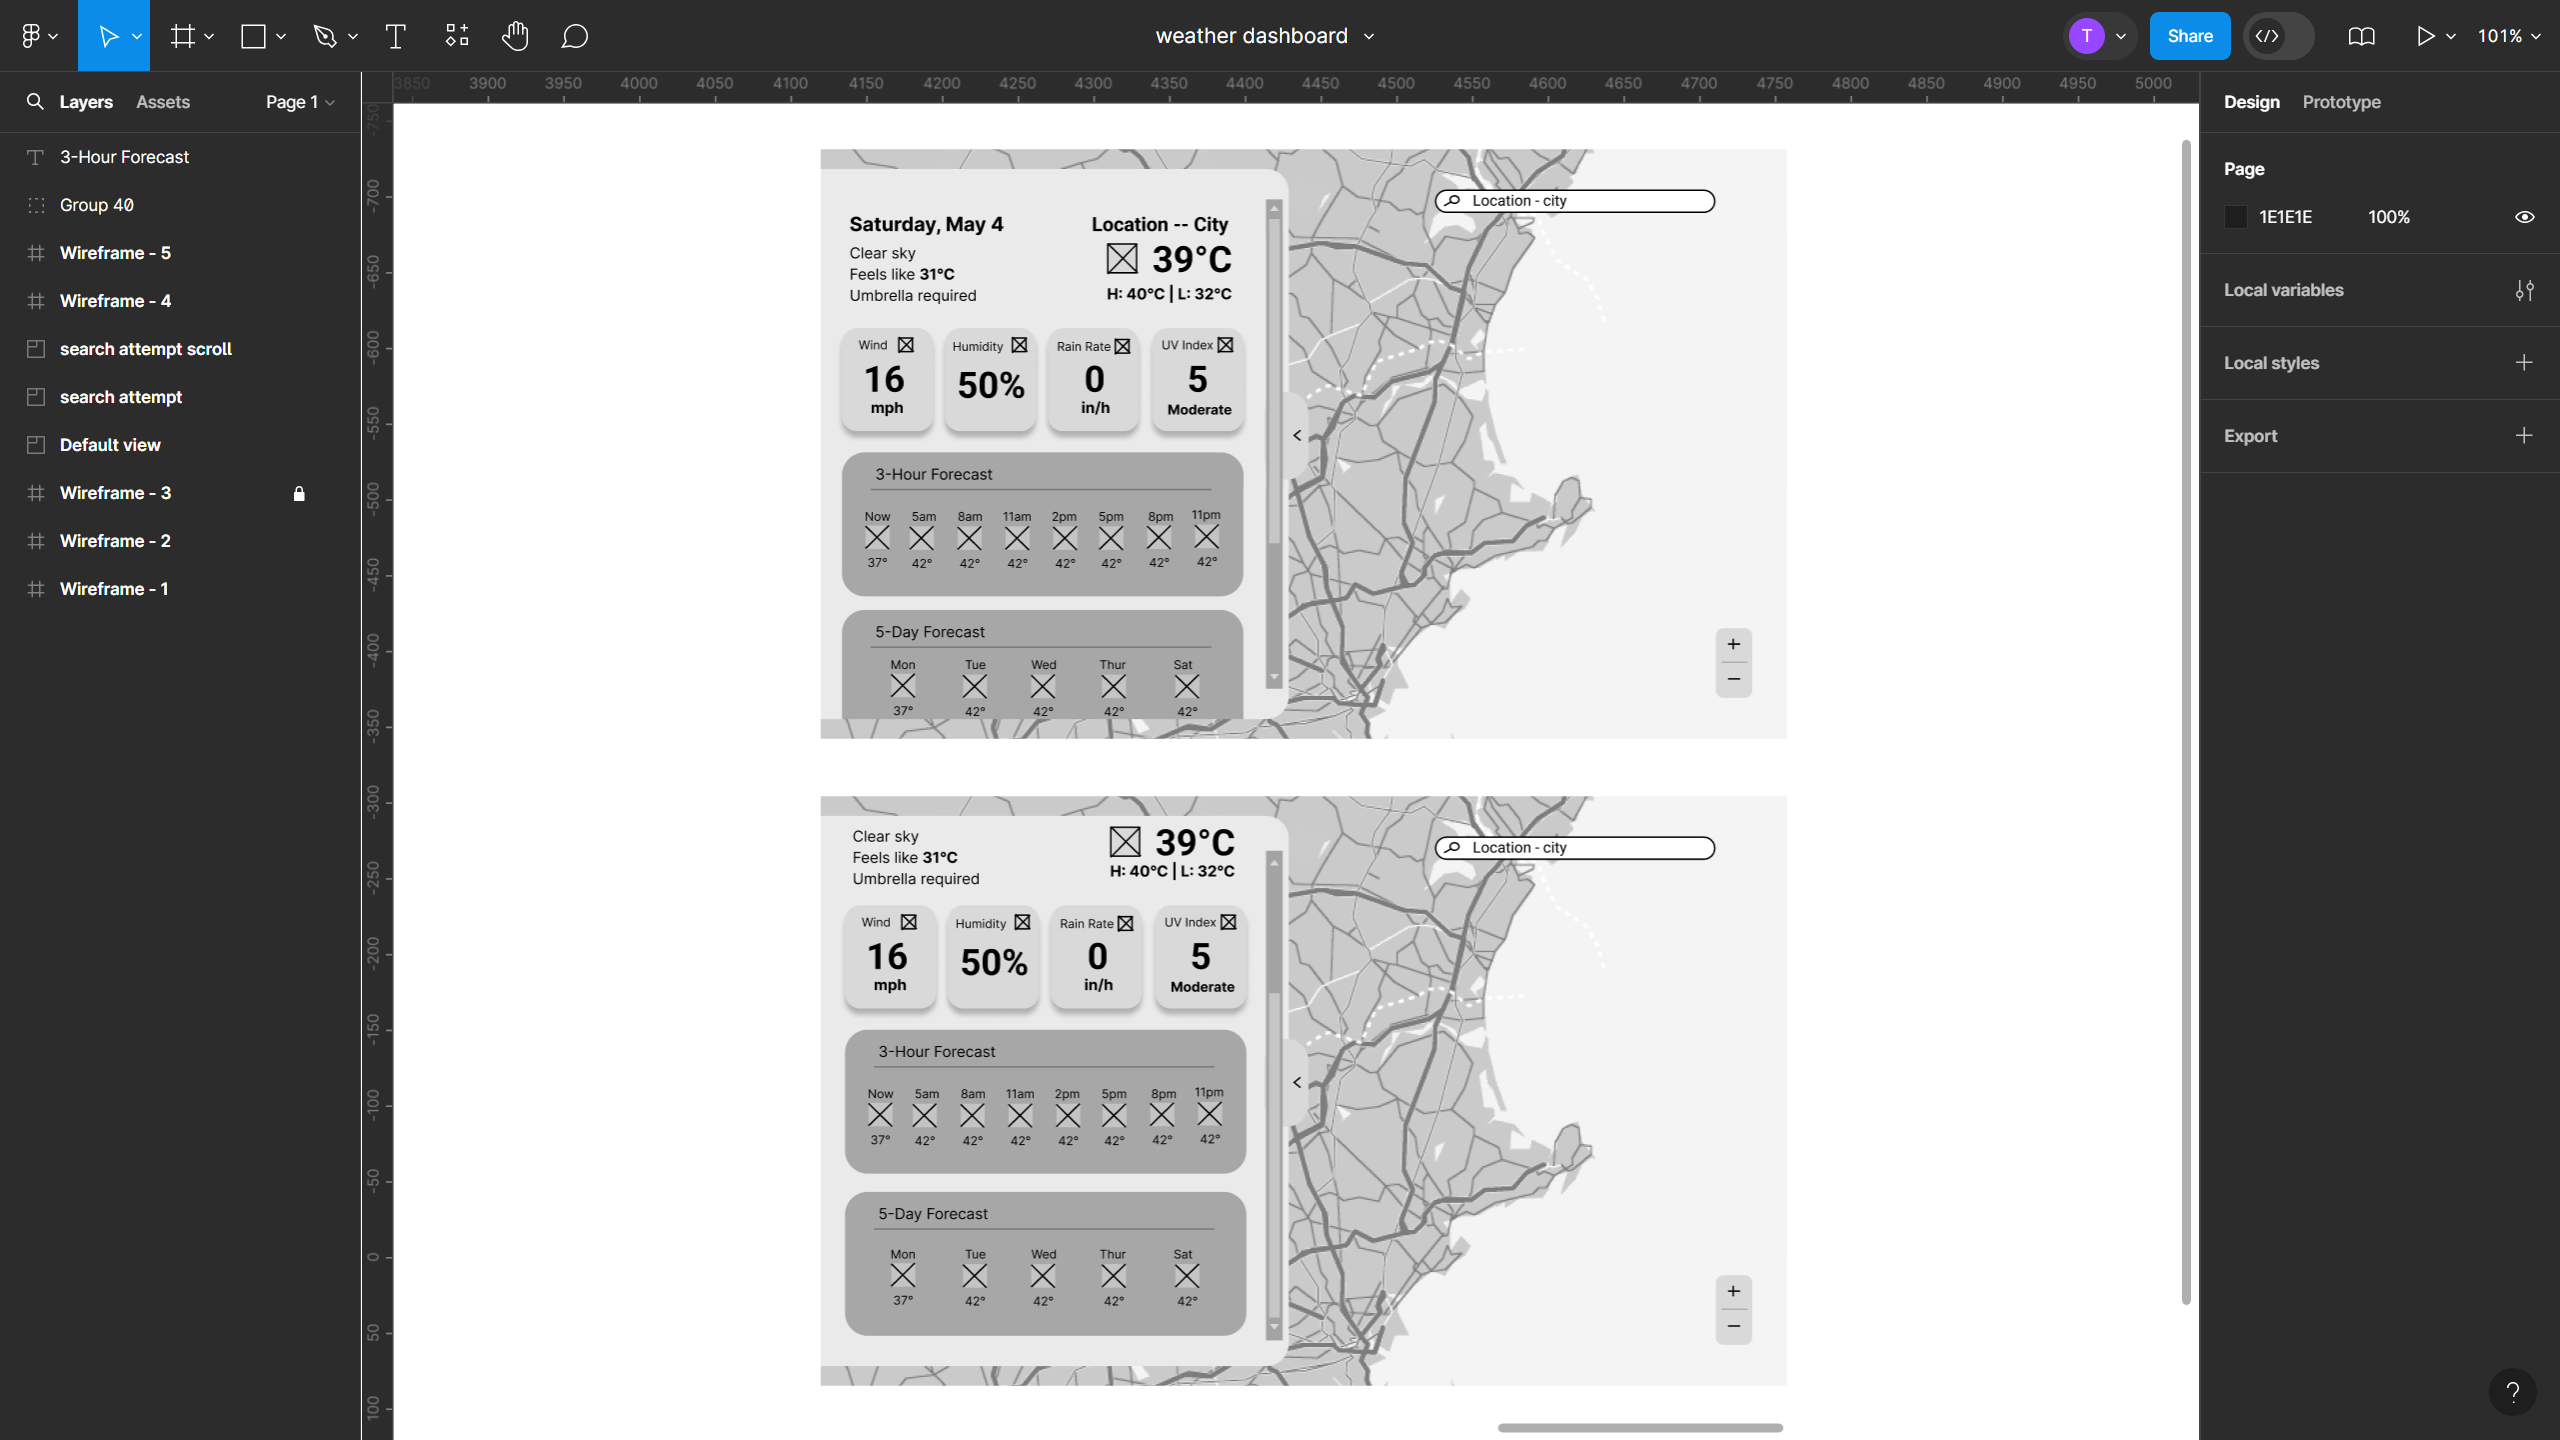 weather dashboard
T
Share
101%
Layers
Assets
Page 1
3-Hour Forecast
Group 40
Wireframe - 5
Wireframe - 4
search attempt scroll
search attempt
Default view
Wireframe - 3
Wireframe - 2
Wireframe - 1
3850 3900 3950 4000 4050 4100 4150 4200 4250 4300 4350 4400 4450 4500 4550 4600 4650 4700 4750 4800 4850 4900 4950 5000
-750
-700
-650
-600
-550
-500
-450
-400
-350
-300
-250
-200
-150
-100
-50
0
50
100
Saturday, May 4
Location -- City
Clear sky
39°C
Feels like 31°C
Umbrella required
H: 40°C | L: 32°C
Wind
Humidity
Rain Rate
UV Index
16
50%
0
5
mph
in/h
Moderate
3-Hour Forecast
Now 5am 8am 11am 2pm 5pm 8pm 11pm
37° 42° 42° 42° 42° 42° 42° 42°
5-Day Forecast
Mon Tue Wed Thur Sat
37° 42° 42° 42° 42°
Location - city
<
+
−
Clear sky
39°C
Feels like 31°C
Umbrella required
H: 40°C | L: 32°C
Wind
Humidity
Rain Rate
UV Index
16
50%
0
5
mph
in/h
Moderate
3-Hour Forecast
Now 5am 8am 11am 2pm 5pm 8pm 11pm
37° 42° 42° 42° 42° 42° 42° 42°
5-Day Forecast
Mon Tue Wed Thur Sat
37° 42° 42° 42° 42°
Location - city
<
+
−
Design
Prototype
Page
1E1E1E
100%
Local variables
Local styles
Export
?